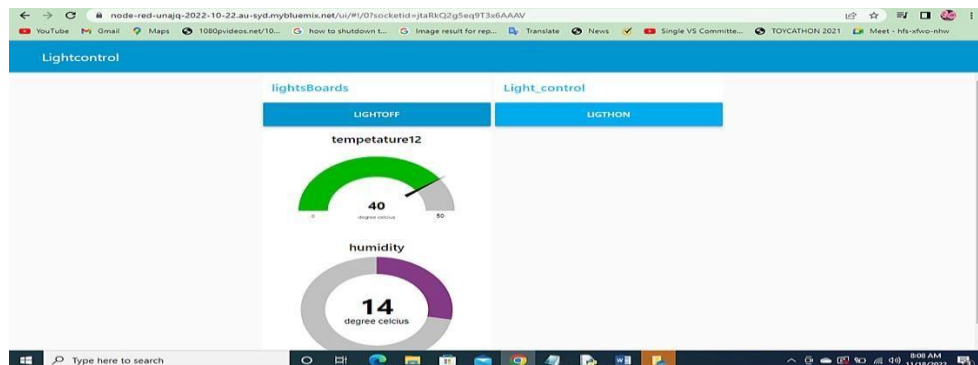 node-red-unajq-2022-10-22.au-syd.mybluemix.net/ui/#!/0?socketid=jtaRkQ2g5eq9T3x6AAAV
YouTube Gmail Maps 1080pvideos.net/10... how to shutdown t... Image result for rep... Translate News Single VS Committe... TOYCATHON 2021 Meet - hfs-xfwo-nhw
Lightcontrol
lightsBoards Light_control
LIGHTOFF LIGTHON
tempetature12
40
degree celcius
0 50
humidity
14
degree celcius
Type here to search
8:08 AM
11/18/2022